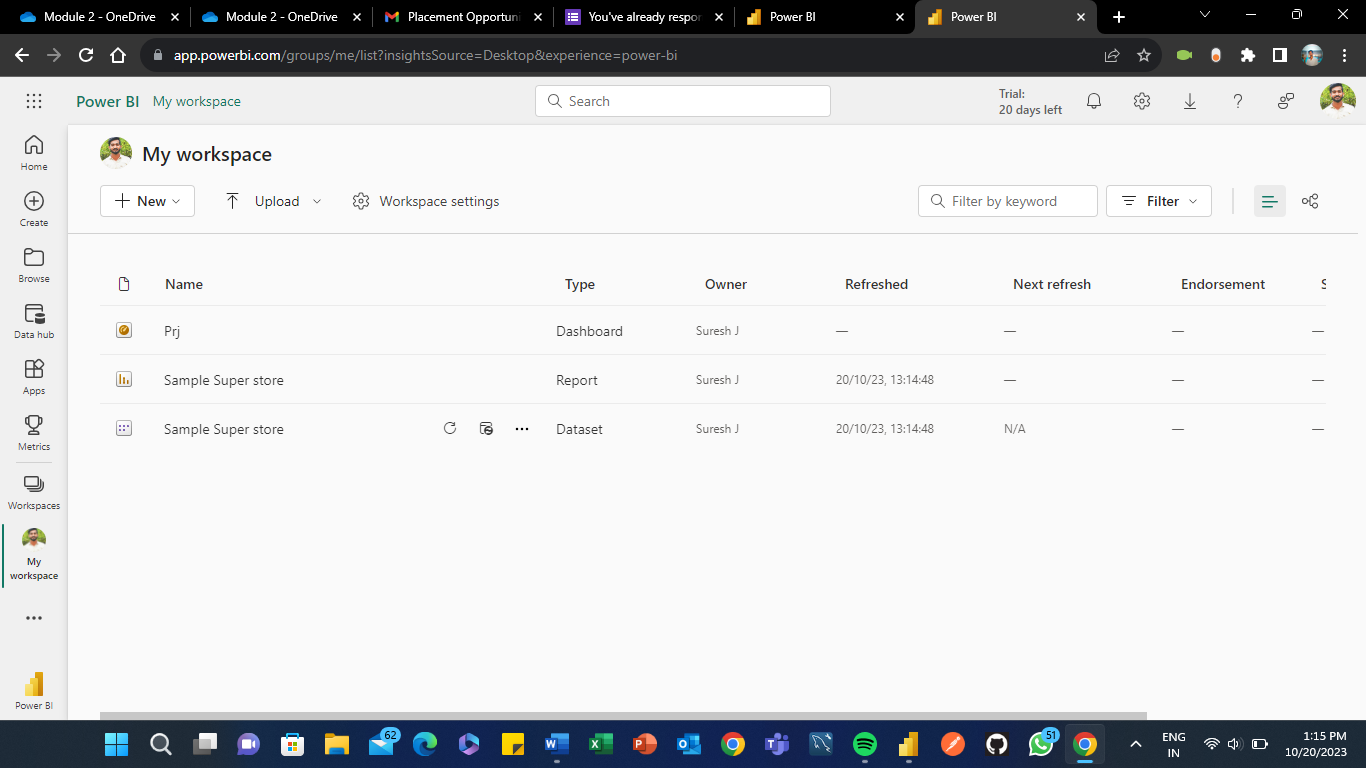 Module 2 - OneDrive
Module 2 - OneDrive
Placement Opportuni
You've already respor
Power BI
Power BI
app.powerbi.com/groups/me/list?insightsSource=Desktop&experience=power-bi
Power BI My workspace
Search
Trial:
20 days left
Home
Create
Browse
Data hub
Apps
Metrics
Workspaces
My
workspace
Power BI
My workspace
New
Upload
Workspace settings
Filter by keyword
Filter
Name Type Owner Refreshed Next refresh Endorsement S
Prj Dashboard Suresh J — — — —
Sample Super store Report Suresh J 20/10/23, 13:14:48 — — —
Sample Super store Dataset Suresh J 20/10/23, 13:14:48 N/A — —
62
51
ENG
IN
1:15 PM
10/20/2023